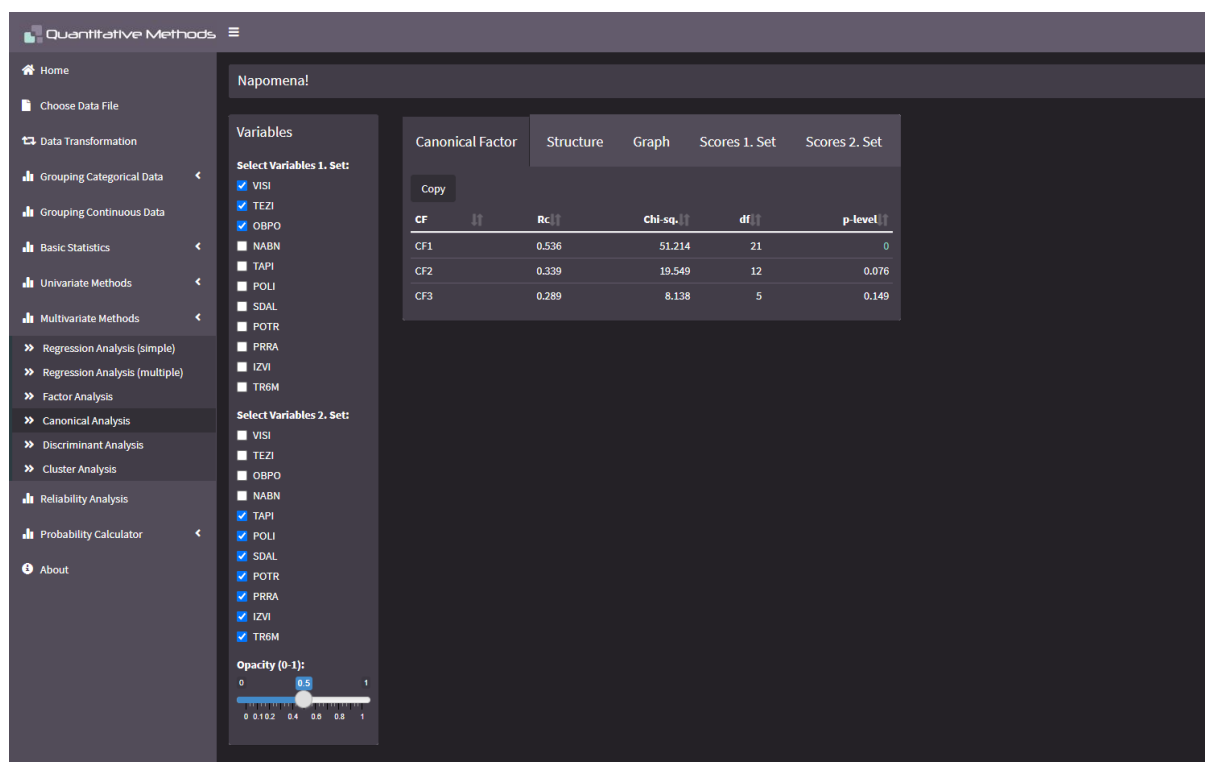 Quantitative Methods
Home
Choose Data File
Data Transformation
Grouping Categorical Data
Grouping Continuous Data
Basic Statistics
Univariate Methods
Multivariate Methods
Regression Analysis (simple)
Regression Analysis (multiple)
Factor Analysis
Canonical Analysis
Discriminant Analysis
Cluster Analysis
Reliability Analysis
Probability Calculator
About
Napomena!
Variables
Select Variables 1. Set:
VISI
TEZI
OBPO
NABN
TAPI
POLI
SDAL
POTR
PRRA
IZVI
TR6M
Select Variables 2. Set:
VISI
TEZI
OBPO
NABN
TAPI
POLI
SDAL
POTR
PRRA
IZVI
TR6M
Opacity (0-1):
0 0.5 1
0 0.1 0.2 0.4 0.6 0.8 1
Canonical Factor Structure Graph Scores 1. Set Scores 2. Set
Copy
CF Rc Chi-sq. df p-level
CF1 0.536 51.214 21 0
CF2 0.339 19.549 12 0.076
CF3 0.289 8.138 5 0.149